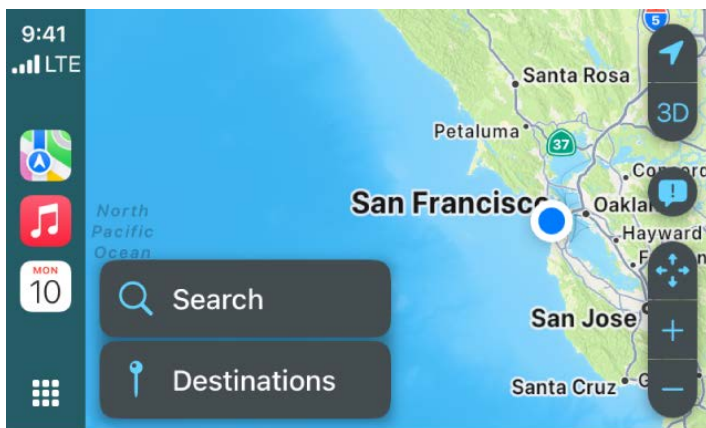 9:41
LTE
MON
10
5
Santa Rosa
3D
Petaluma
37
San Francisco
Hayward
North
Pacific
Ocean
Search
San Jose
+
−
Destinations
Santa Cruz